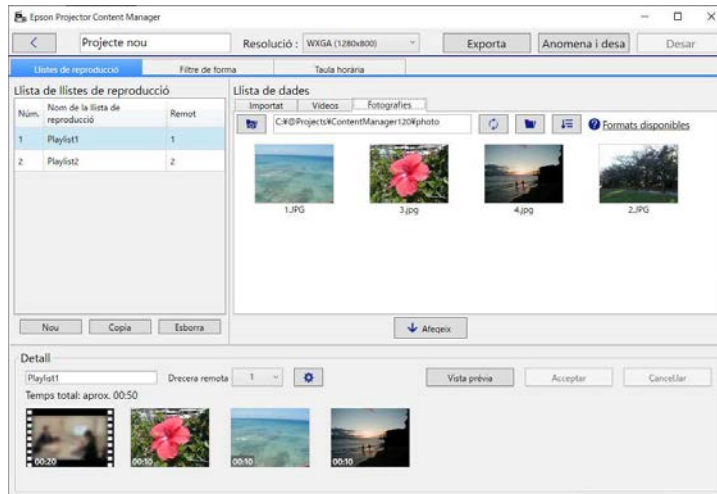 Epson Projector Content Manager
Projecte nou
Resolució : WXGA (1280x800)
Exporta
Anomena i desa
Desar
Llistes de reproducció
Filtre de forma
Taula horària
Llista de llistes de reproducció
Núm.
Nom de la llista de reproducció
Remot
1 Playlist1 1
2 Playlist2 2
Nou
Copia
Esborra
Llista de dades
Importat
Vídeos
Fotografies
C:¥@Projects¥ContentManager120¥photo
Formats disponibles
1.JPG
3.jpg
4.jpg
2.JPG
Afegeix
Detall
Playlist1
Drecera remota 1
Vista prèvia
Acceptar
Cancel.lar
Temps total: aprox. 00:50
00:20
00:10
00:10
00:10